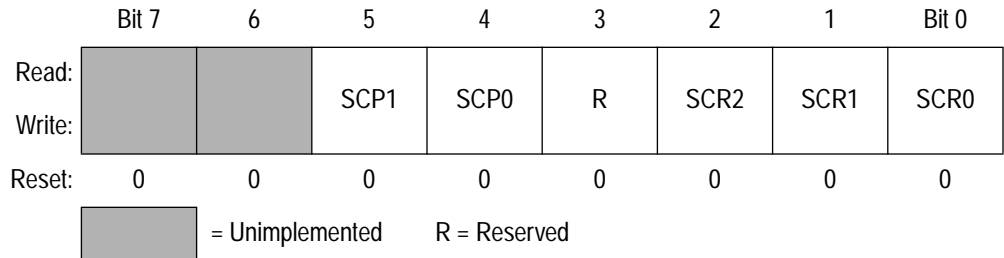 Bit 7 6 5 4 3 2 1 Bit 0
Read:
SCP1 SCP0 R SCR2 SCR1 SCR0
Write:
Reset: 0 0 0 0 0 0 0 0
= Unimplemented R = Reserved